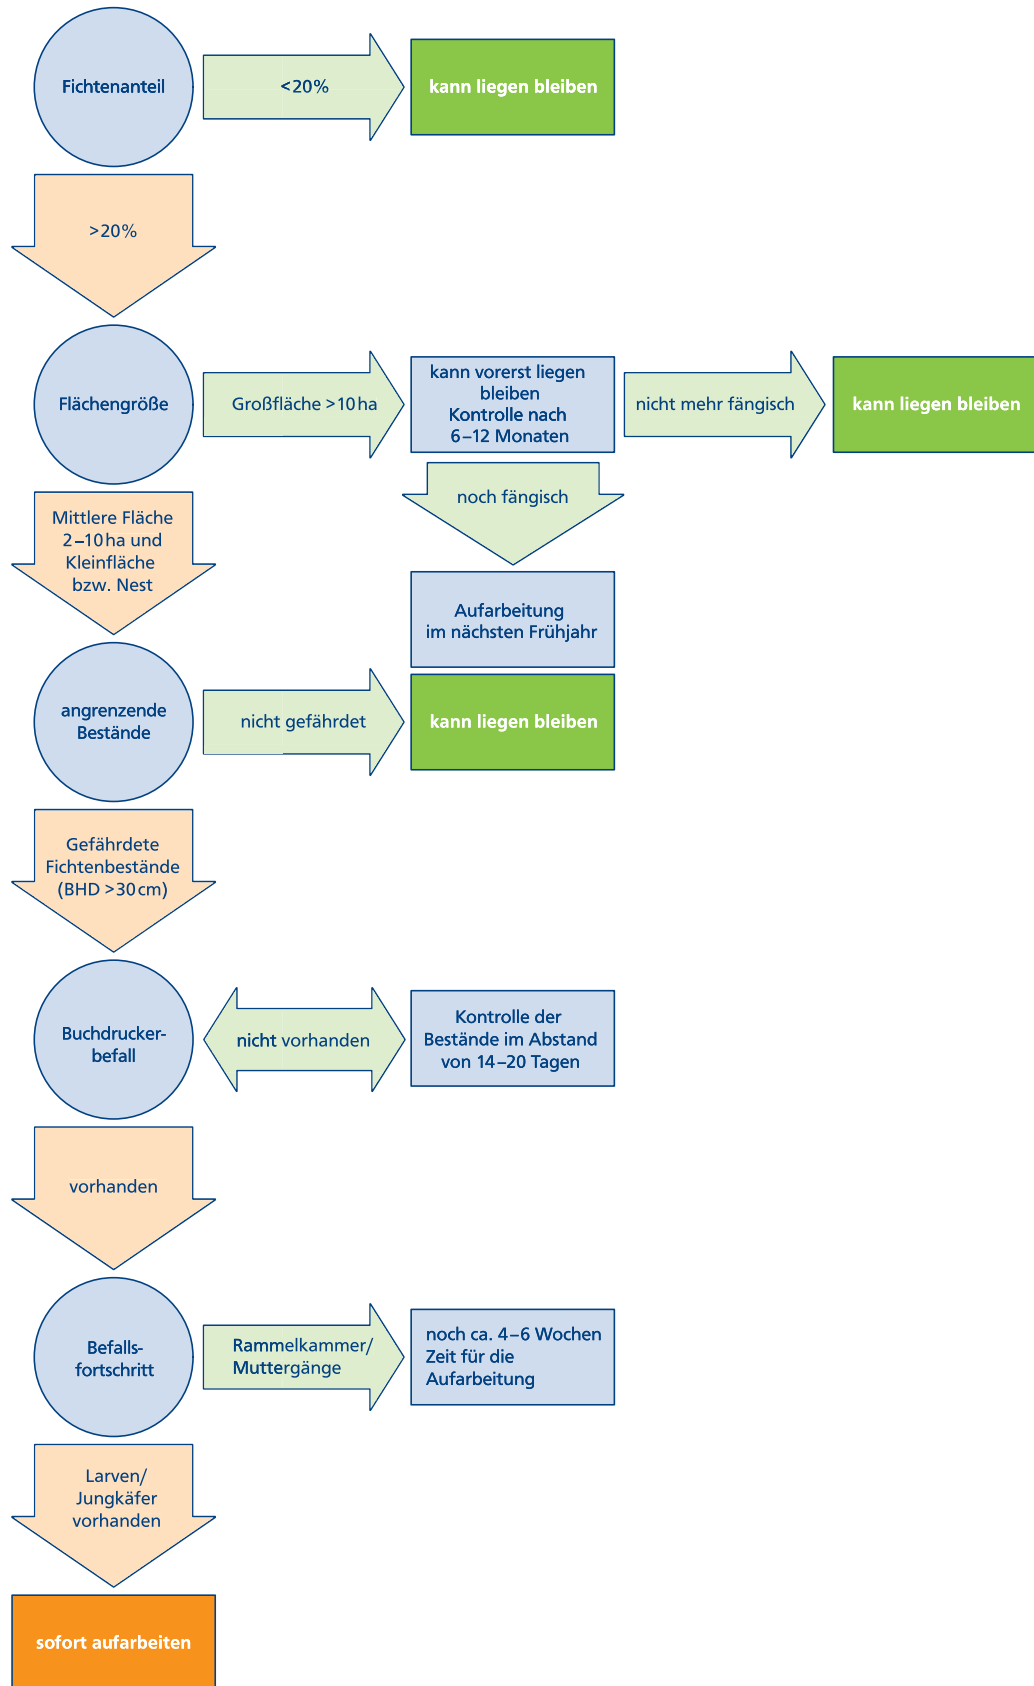 Fichtenanteil
<20%
kann liegen bleiben
>20%
Flächengröße
Großfläche >10 ha
kann vorerst liegen
bleiben
Kontrolle nach
6–12 Monaten
nicht mehr fängisch
kann liegen bleiben
noch fängisch
Aufarbeitung
im nächsten Frühjahr
Mittlere Fläche
2–10 ha und
Kleinfläche
bzw. Nest
angrenzende
Bestände
nicht gefährdet
kann liegen bleiben
Gefährdete
Fichtenbestände
(BHD >30 cm)
Buchdrucker-
befall
nicht vorhanden
Kontrolle der
Bestände im Abstand
von 14–20 Tagen
vorhanden
Befalls-
fortschritt
Rammelkammer/
Muttergänge
noch ca. 4–6 Wochen
Zeit für die
Aufarbeitung
Larven/
Jungkäfer
vorhanden
sofort aufarbeiten